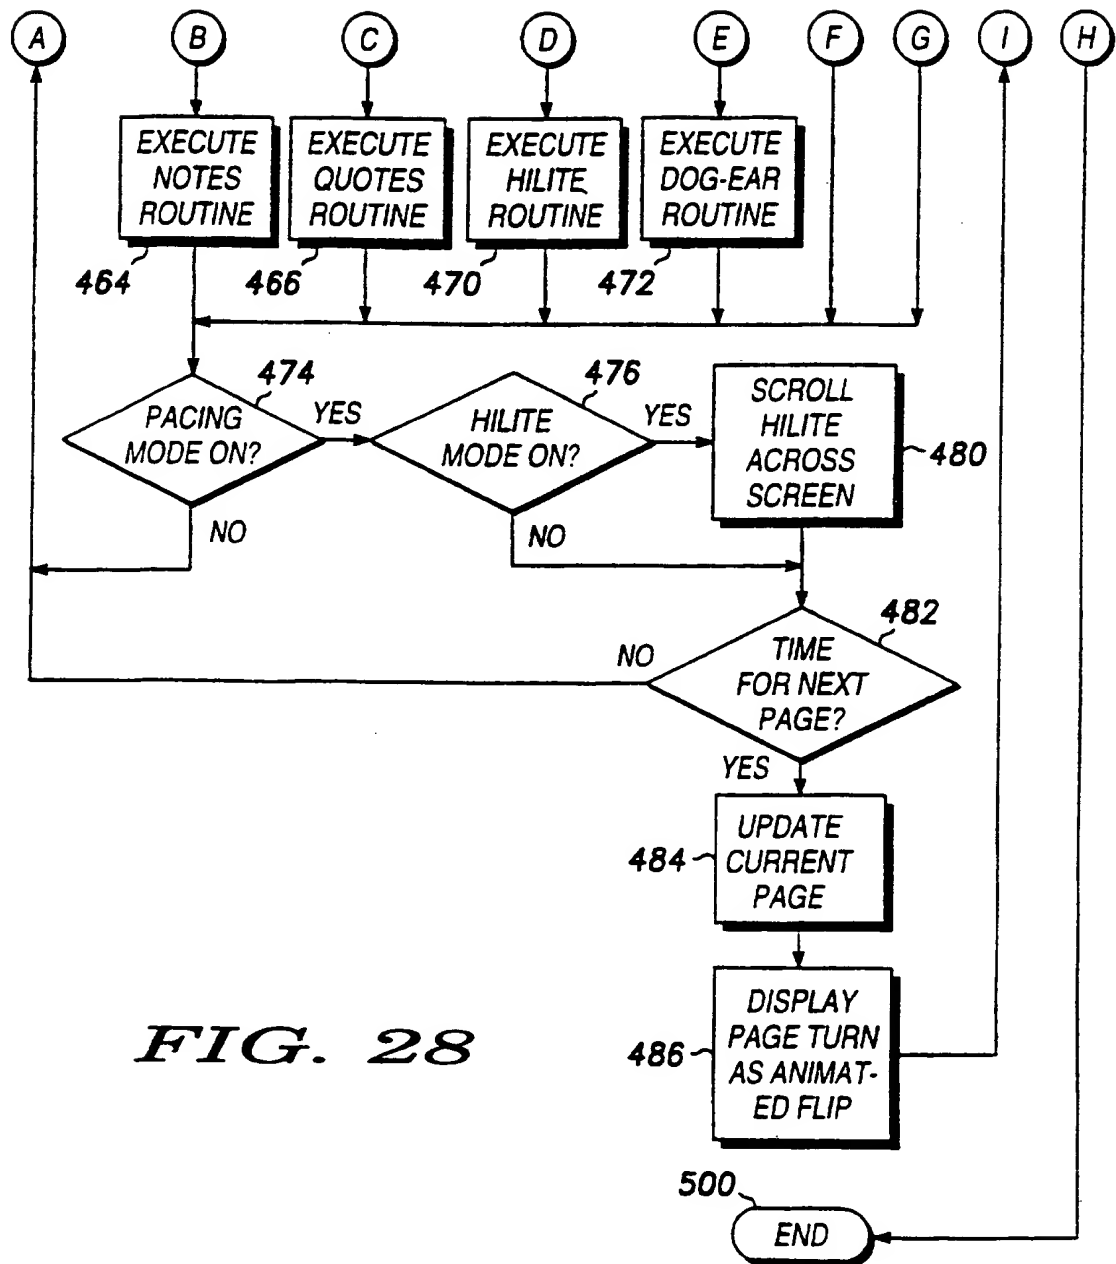 A B C D E F G I H
EXECUTE
NOTES
ROUTINE
464
EXECUTE
QUOTES
ROUTINE
466
EXECUTE
HILITE
ROUTINE
470
EXECUTE
DOG-EAR
ROUTINE
472
PACING
MODE ON?
474
YES
NO
HILITE
MODE ON?
476
YES
NO
SCROLL
HILITE
ACROSS
SCREEN
480
TIME
FOR NEXT
PAGE?
482
NO
YES
UPDATE
CURRENT
PAGE
484
DISPLAY
PAGE TURN
AS ANIMAT-
ED FLIP
486
FIG. 28
500
END